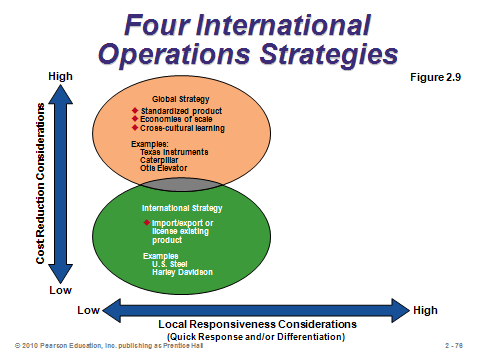 Four International
Operations Strategies
High
Figure 2.9
Cost Reduction Considerations
Global Strategy
Standardized product
Economies of scale
Cross-cultural learning
Examples:
Texas Instruments
Caterpillar
Otis Elevator
International Strategy
Import/export or
license existing
product
Examples
U.S. Steel
Harley Davidson
Low
Low
High
Local Responsiveness Considerations
(Quick Response and/or Differentiation)
© 2010 Pearson Education, Inc. publishing as Prentice Hall
2 - 76